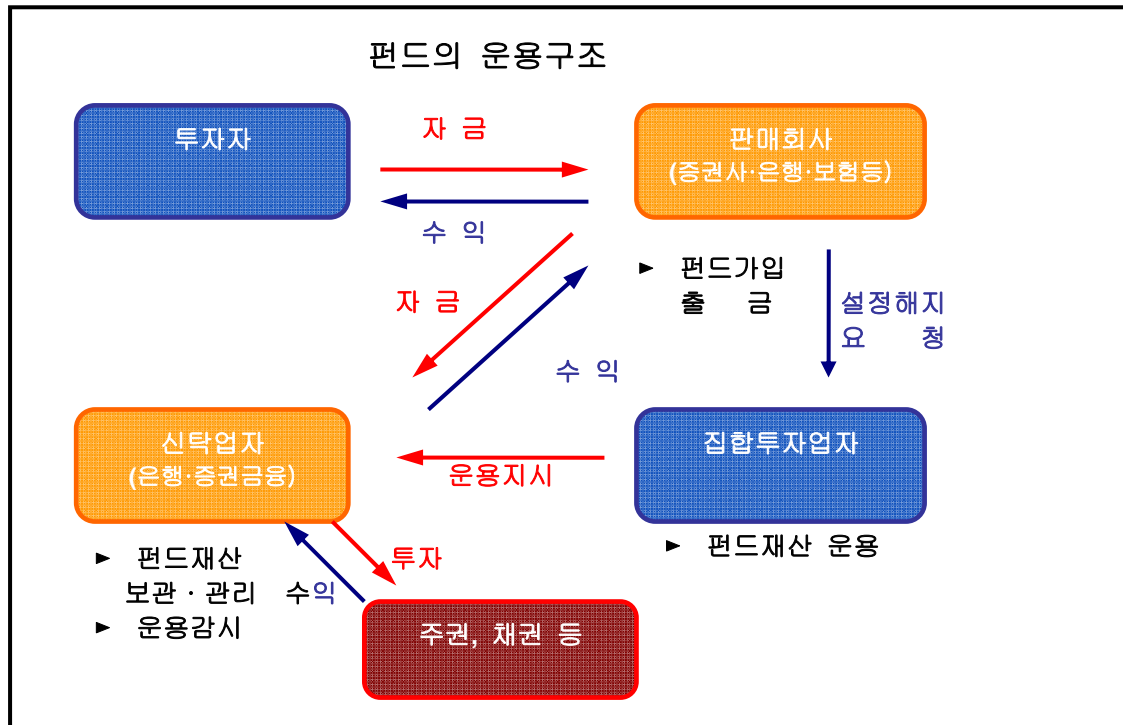 펀드의 운용구조
투자자
자 금
판매회사
(증권사·은행·보험등)
수 익
► 펀드가입
출 금
자 금
설정해지
요 청
수 익
신탁업자
(은행·증권금융)
집합투자업자
운용지시
► 펀드재산 운용
► 펀드재산
보관 · 관리
► 운용감시
투자
수익
주권, 채권 등